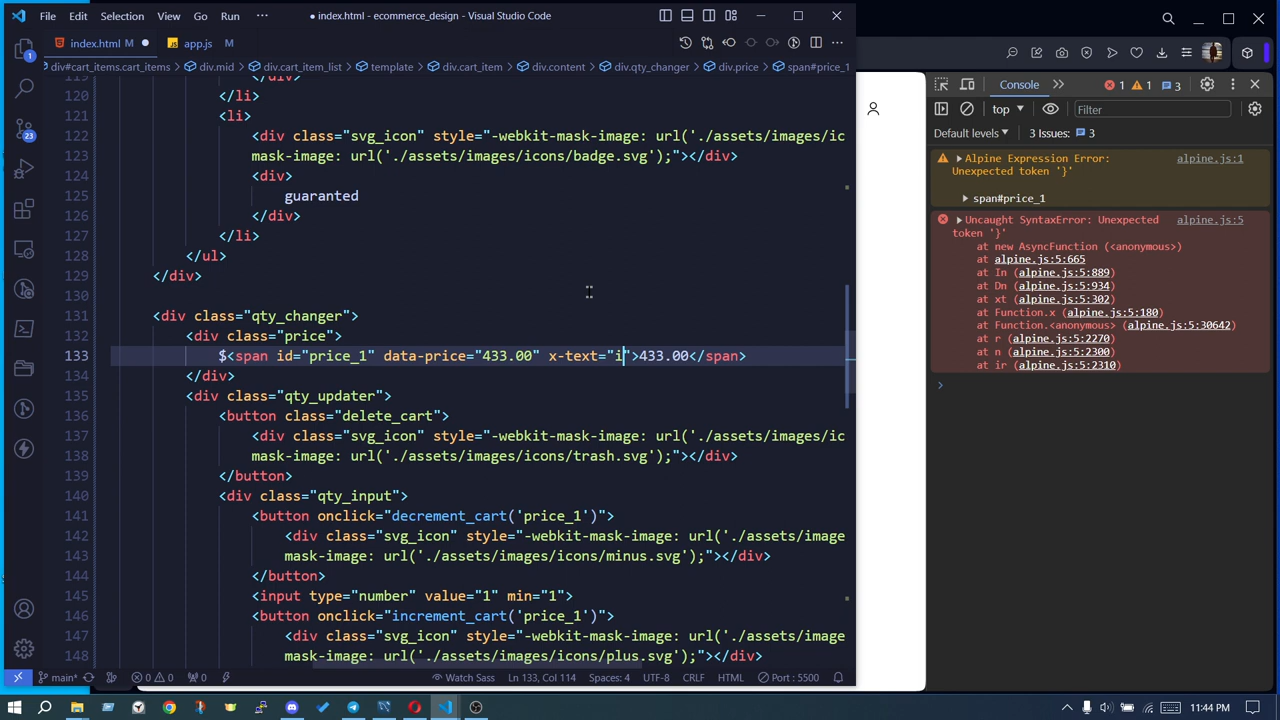 File Edit Selection View Go Run ···
● index.html - ecommerce_design - Visual Studio Code
index.html M ●
app.js M
div#cart_items.cart_items > div.mid > div.cart_item_list > template > div.cart_item > div.content > div.qty_changer > div.price > span#price_1
119 </div>
120 </li>
121 <li>
122 <div class="svg_icon" style="-webkit-mask-image: url('./assets/images/ic
123 mask-image: url('./assets/images/icons/badge.svg');"></div>
124 <div>
125 guaranted
126 </div>
127 </li>
128 </ul>
129 </div>
130
131 <div class="qty_changer">
132 <div class="price">
133 $<span id="price_1" data-price="433.00" x-text="i">433.00</span>
134 </div>
135 <div class="qty_updater">
136 <button class="delete_cart">
137 <div class="svg_icon" style="-webkit-mask-image: url('./assets/images/ic
138 mask-image: url('./assets/images/icons/trash.svg');"></div>
139 </button>
140 <div class="qty_input">
141 <button onclick="decrement_cart('price_1')">
142 <div class="svg_icon" style="-webkit-mask-image: url('./assets/image
143 mask-image: url('./assets/images/icons/minus.svg');"></div>
144 </button>
145 <input type="number" value="1" min="1">
146 <button onclick="increment_cart('price_1')">
147 <div class="svg_icon" style="-webkit-mask-image: url('./assets/image
148 mask-image: url('./assets/images/icons/plus.svg');"></div>
1
23
main* 0 0 0 Watch Sass Ln 133, Col 114 Spaces: 4 UTF-8 CRLF HTML Port : 5500
Console 1 1 3
top Filter
Default levels 3 Issues: 3
Alpine Expression Error: alpine.js:1
Unexpected token '}'
span#price_1
Uncaught SyntaxError: Unexpected alpine.js:5
token '}'
at new AsyncFunction (<anonymous>)
at alpine.js:5:665
at In (alpine.js:5:889)
at Dn (alpine.js:5:934)
at xt (alpine.js:5:302)
at Function.x (alpine.js:5:180)
at Function.<anonymous> (alpine.js:5:30642)
at r (alpine.js:5:2270)
at n (alpine.js:5:2300)
at ir (alpine.js:5:2310)
11:44 PM